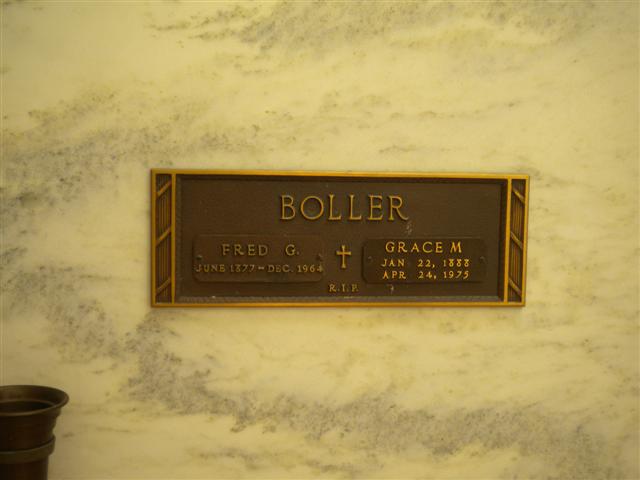 BOLLER
FRED G.
JUNE 1877 - DEC. 1964
GRACE M
JAN. 22, 1888
APR. 24, 1975
R.I.P.